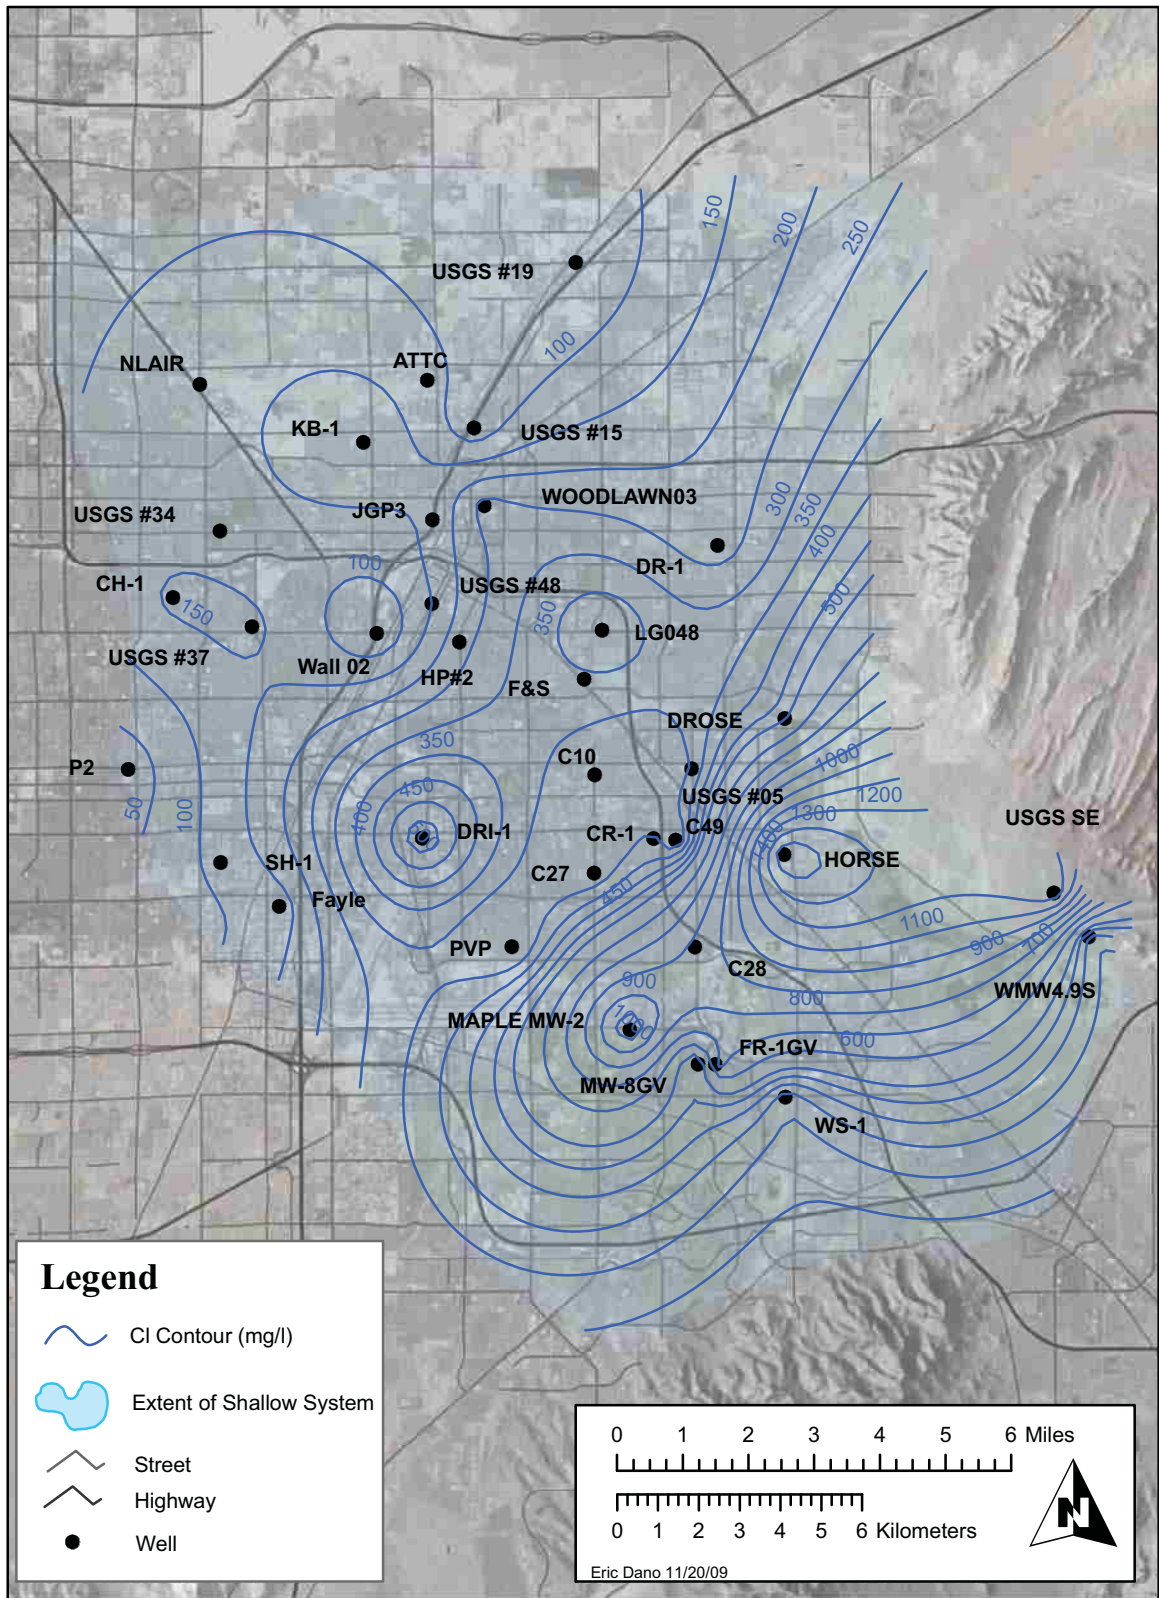 150
200
250
USGS #19
100
NLAIR
ATTC
KB-1
USGS #15
300
350
400
WOODLAWN03
JGP3
USGS #34
DR-1
100
CH-1
USGS #48
500
150
350
LG048
USGS #37
Wall 02
HP#2
F&S
DROSE
350
1000
P2
C10
450
USGS #05
1200
50
100
400
1300
USGS SE
DRI-1
CR-1
C49
1400
HORSE
SH-1
C27
450
Fayle
1100
PVP
900
700
C28
900
WMW4.9S
800
MAPLE MW-2
600
FR-1GV
MW-8GV
WS-1
Legend
Cl Contour (mg/l)
Extent of Shallow System
Street
Highway
Well
0 1 2 3 4 5 6 Miles
0 1 2 3 4 5 6 Kilometers
N
Eric Dano 11/20/09